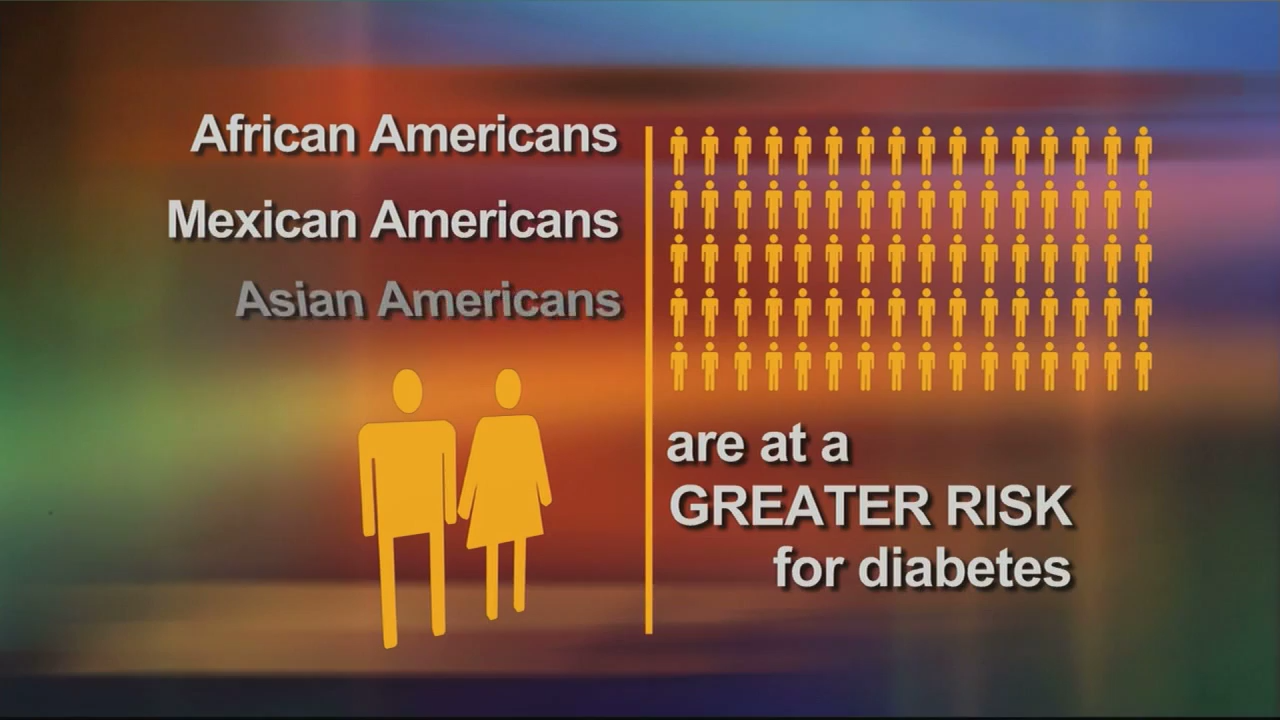 African Americans
Mexican Americans
Asian Americans
are at a
GREATER RISK
for diabetes